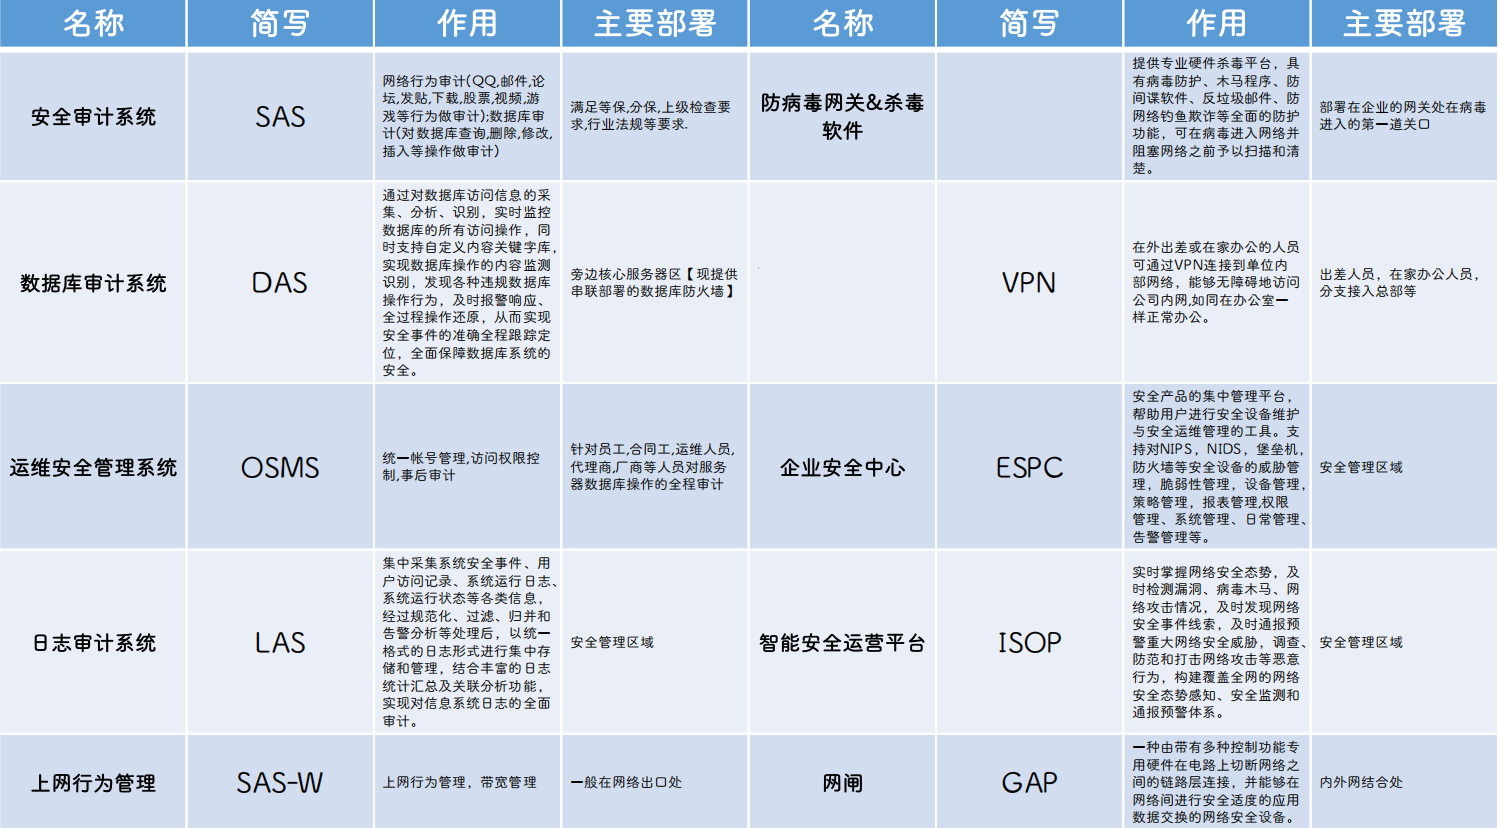 名称
简写
作用
主要部署
名称
简写
作用
主要部署
安全审计系统
SAS
网络行为审计(QQ,邮件,论
坛,发贴,下载,股票,视频,游
戏等行为做审计);数据库审
计(对数据库查询,删除,修改,
插入等操作做审计)
满足等保,分保,上级检查要
求,行业法规等要求.
防病毒网关&杀毒
软件
提供专业硬件杀毒平台，具
有病毒防护、木马程序、防
间谍软件、反垃圾邮件、防
网络钓鱼欺诈等全面的防护
功能，可在病毒进入网络并
阻塞网络之前予以扫描和清
楚。
部署在企业的网关处在病毒
进入的第一道关口
数据库审计系统
DAS
通过对数据库访问信息的采
集、分析、识别，实时监控
数据库的所有访问操作，同
时支持自定义内容关键字库，
实现数据库操作的内容监测
识别，发现各种违规数据库
操作行为，及时报警响应、
全过程操作还原，从而实现
安全事件的准确全程跟踪定
位，全面保障数据库系统的
安全。
旁边核心服务器区【现提供
串联部署的数据库防火墙】
VPN
在外出差或在家办公的人员
可通过VPN连接到单位内
部网络，能够无障碍地访问
公司内网,如同在办公室一
样正常办公。
出差人员，在家办公人员，
分支接入总部等
运维安全管理系统
OSMS
统一帐号管理,访问权限控
制,事后审计
针对员工,合同工,运维人员,
代理商,厂商等人员对服务
器数据库操作的全程审计
企业安全中心
ESPC
安全产品的集中管理平台，
帮助用户进行安全设备维护
与安全运维管理的工具。支
持对NIPS，NIDS，堡垒机，
防火墙等安全设备的威胁管
理，脆弱性管理，设备管理，
策略管理，报表管理,权限
管理、系统管理、日常管理、
告警管理等。
安全管理区域
日志审计系统
LAS
集中采集系统安全事件、用
户访问记录、系统运行日志、
系统运行状态等各类信息，
经过规范化、过滤、归并和
告警分析等处理后，以统一
格式的日志形式进行集中存
储和管理，结合丰富的日志
统计汇总及关联分析功能，
实现对信息系统日志的全面
审计。
安全管理区域
智能安全运营平台
ISOP
实时掌握网络安全态势，及
时检测漏洞、病毒木马、网
络攻击情况，及时发现网络
安全事件线索，及时通报预
警重大网络安全威胁，调查、
防范和打击网络攻击等恶意
行为，构建覆盖全网的网络
安全态势感知、安全监测和
通报预警体系。
安全管理区域
上网行为管理
SAS-W
上网行为管理，带宽管理
一般在网络出口处
网闸
GAP
一种由带有多种控制功能专
用硬件在电路上切断网络之
间的链路层连接，并能够在
网络间进行安全适度的应用
数据交换的网络安全设备。
内外网结合处